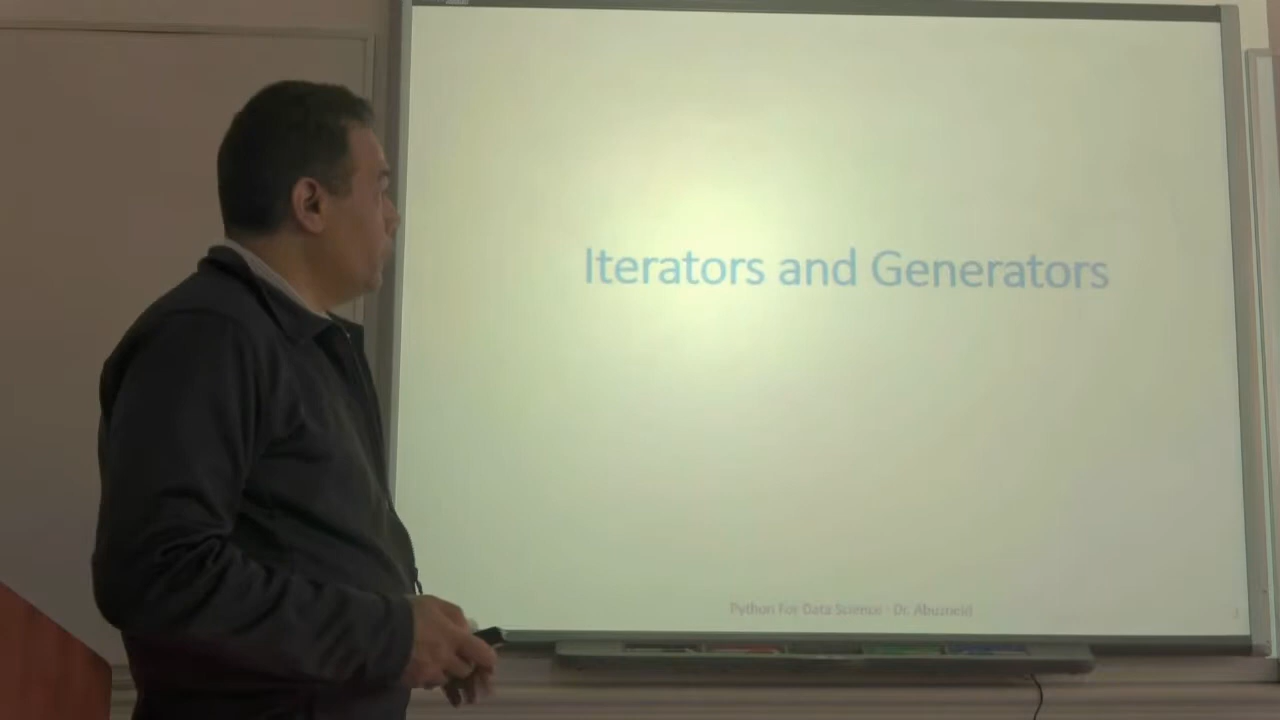 Iterators and Generators
Python For Data Science - Dr. Abuzneid